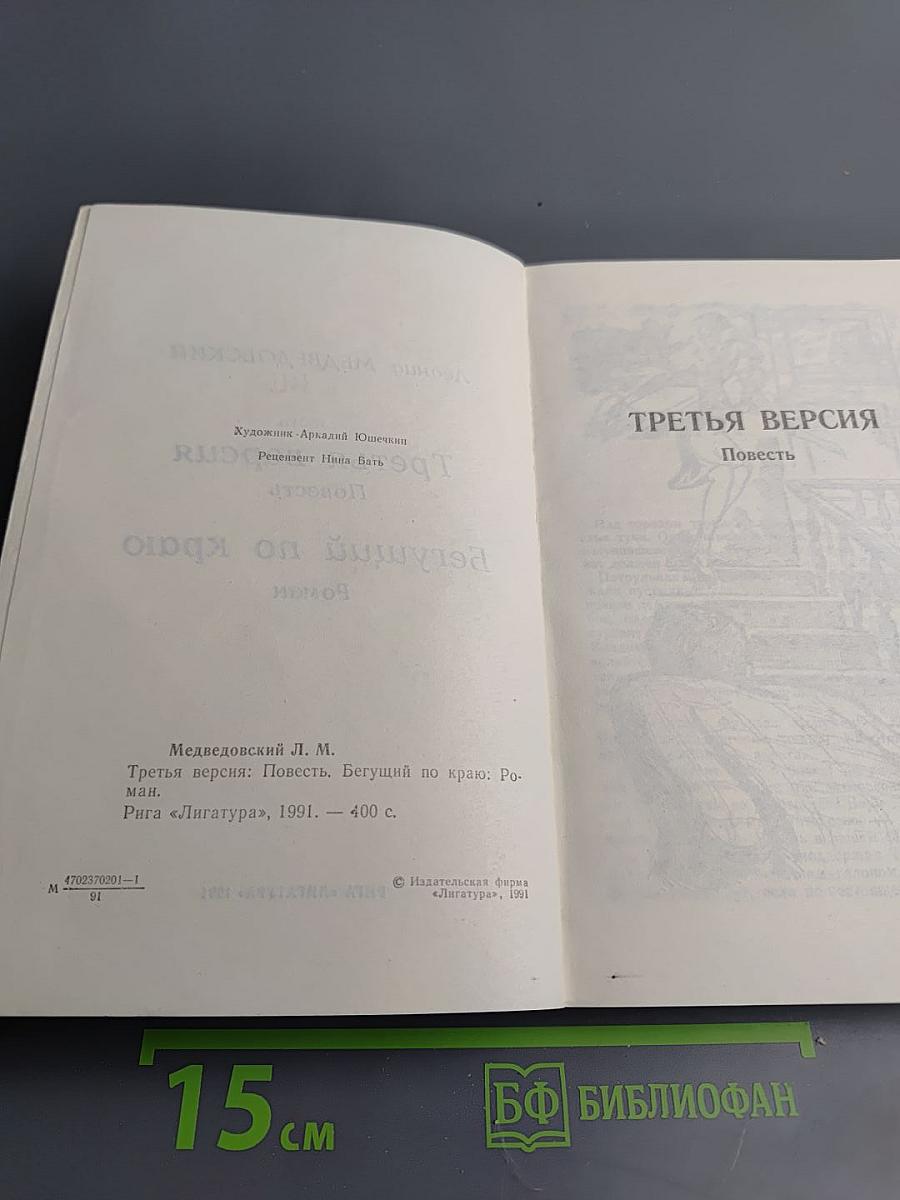 Художник Аркадий Юшечкин
Рецензент Нина Бать
Медведовский Л. М.
Третья версия: Повесть. Бегущий по краю: Ро-
ман.
Рига «Лигатура», 1991. — 400 с.
М 4702370201—1
91
© Издательская фирма
«Лигатура», 1991
ТРЕТЬЯ ВЕРСИЯ
Повесть
15 см
БФ БИБЛИОФАН